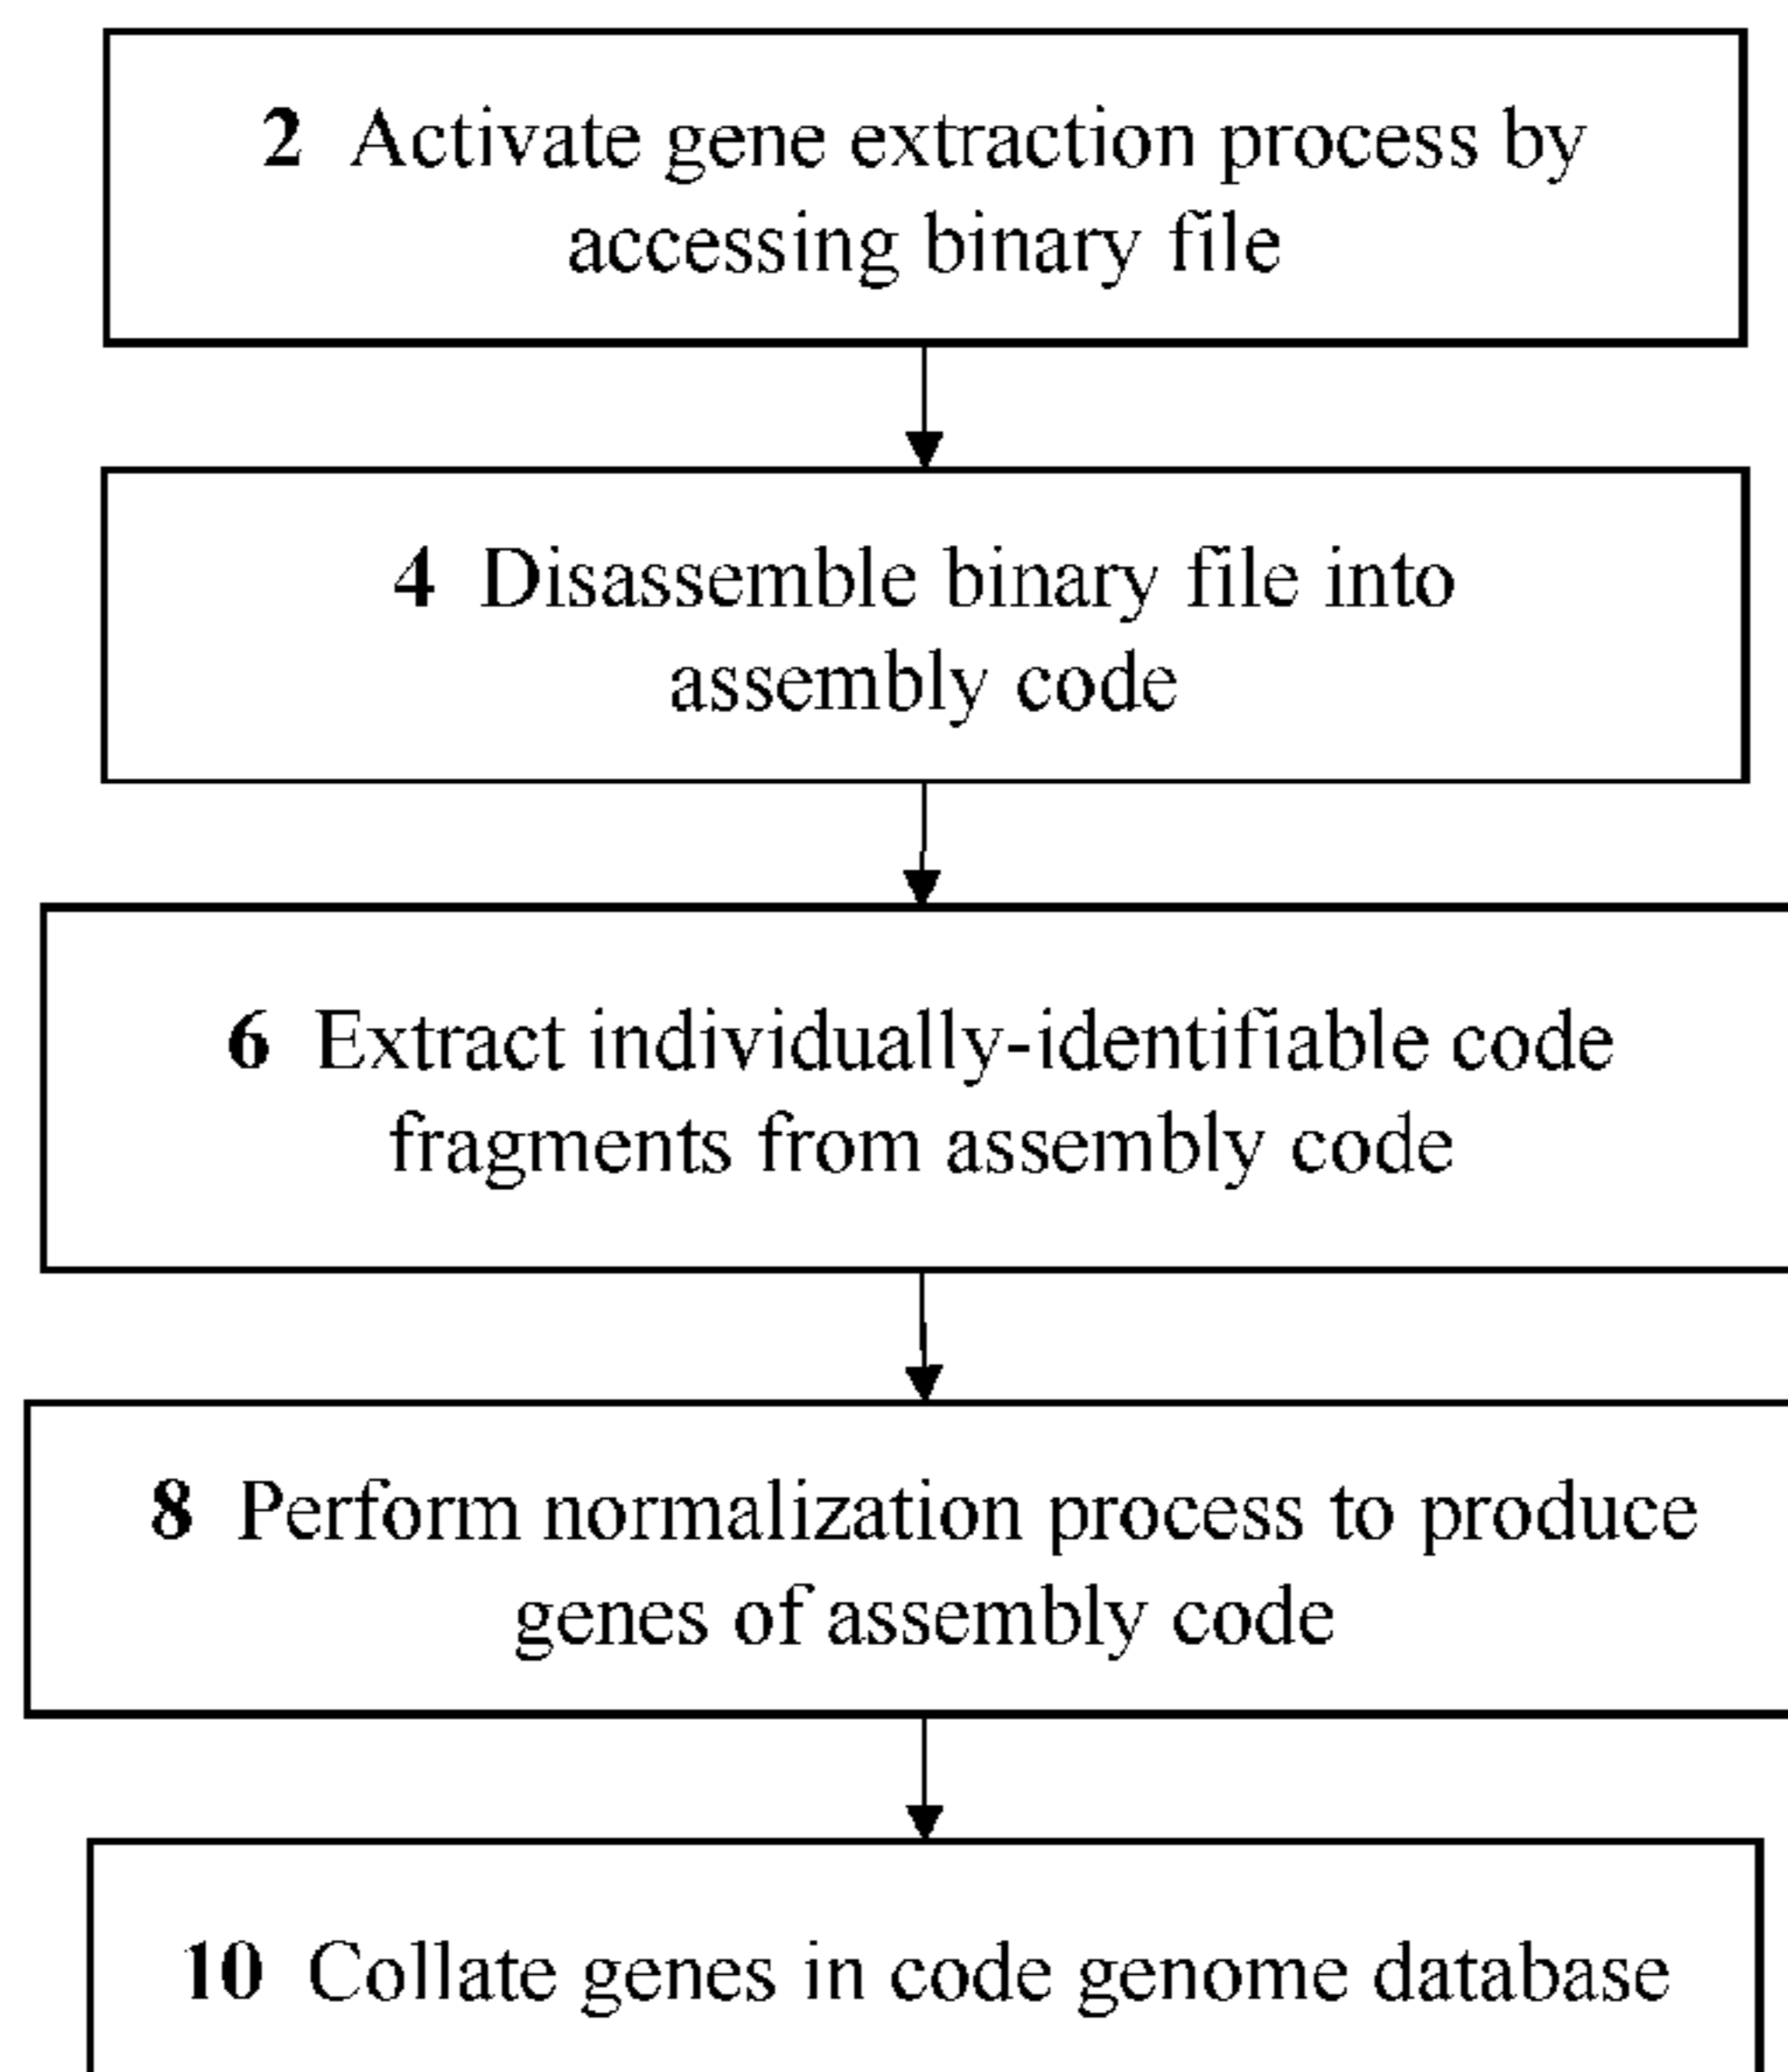 2 Activate gene extraction process by
accessing binary file
4 Disassemble binary file into
assembly code
6 Extract individually-identifiable code
fragments from assembly code
8 Perform normalization process to produce
genes of assembly code
10 Collate genes in code genome database